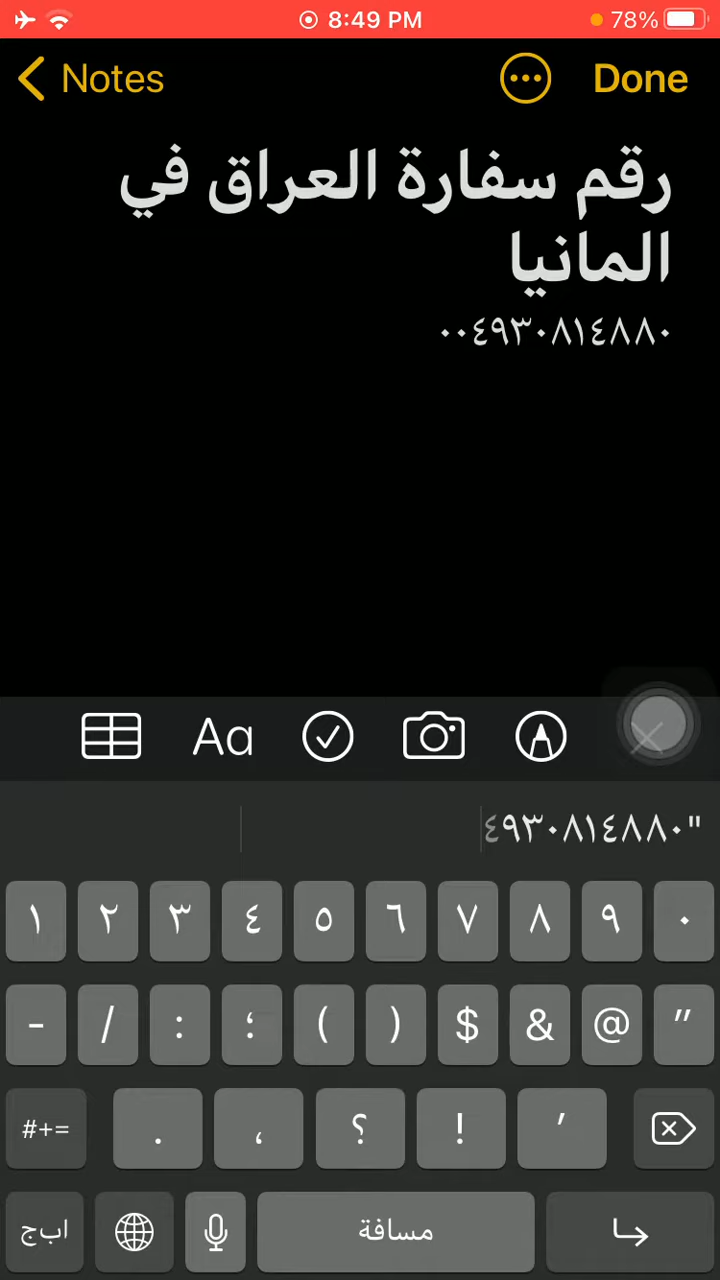 8:49 PM
78%
Notes
Done
رقم سفارة العراق في
المانيا
٠٠٤٩٣٠٨١٤٨٨٠
Aa
٤٩٣٠٨١٤٨٨٠"
١ ٢ ٣ ٤ ٥ ٦ ٧ ٨ ٩ ٠
- / : ؛ ( ) $ & @ "
#+= . ، ؟ ! ’
اب‌ج مسافة